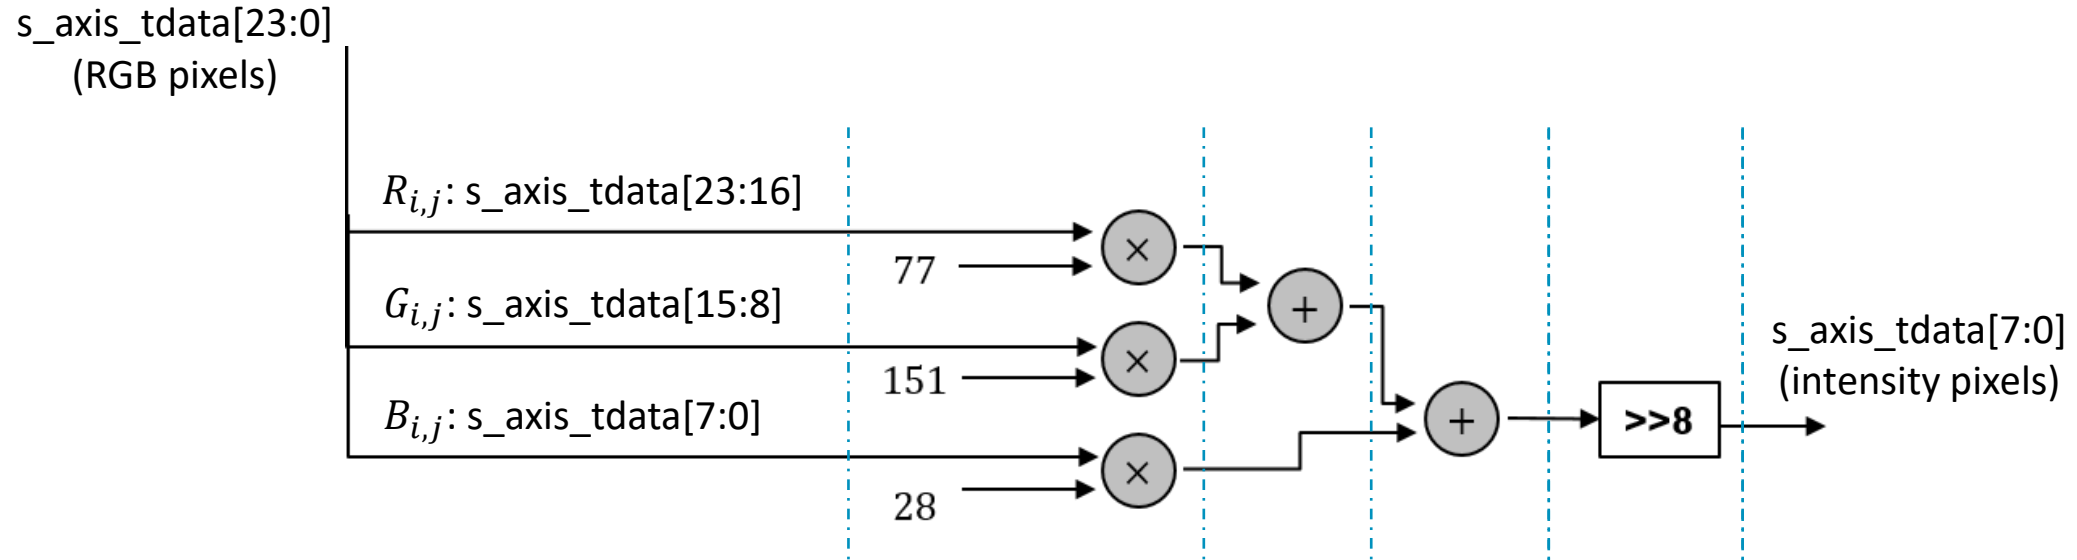 s_axis_tdata[23:0]
(RGB pixels)
R_{i,j}: s_axis_tdata[23:16]
77
×
G_{i,j}: s_axis_tdata[15:8]
+
151
×
s_axis_tdata[7:0]
(intensity pixels)
B_{i,j}: s_axis_tdata[7:0]
+
>>8
28
×